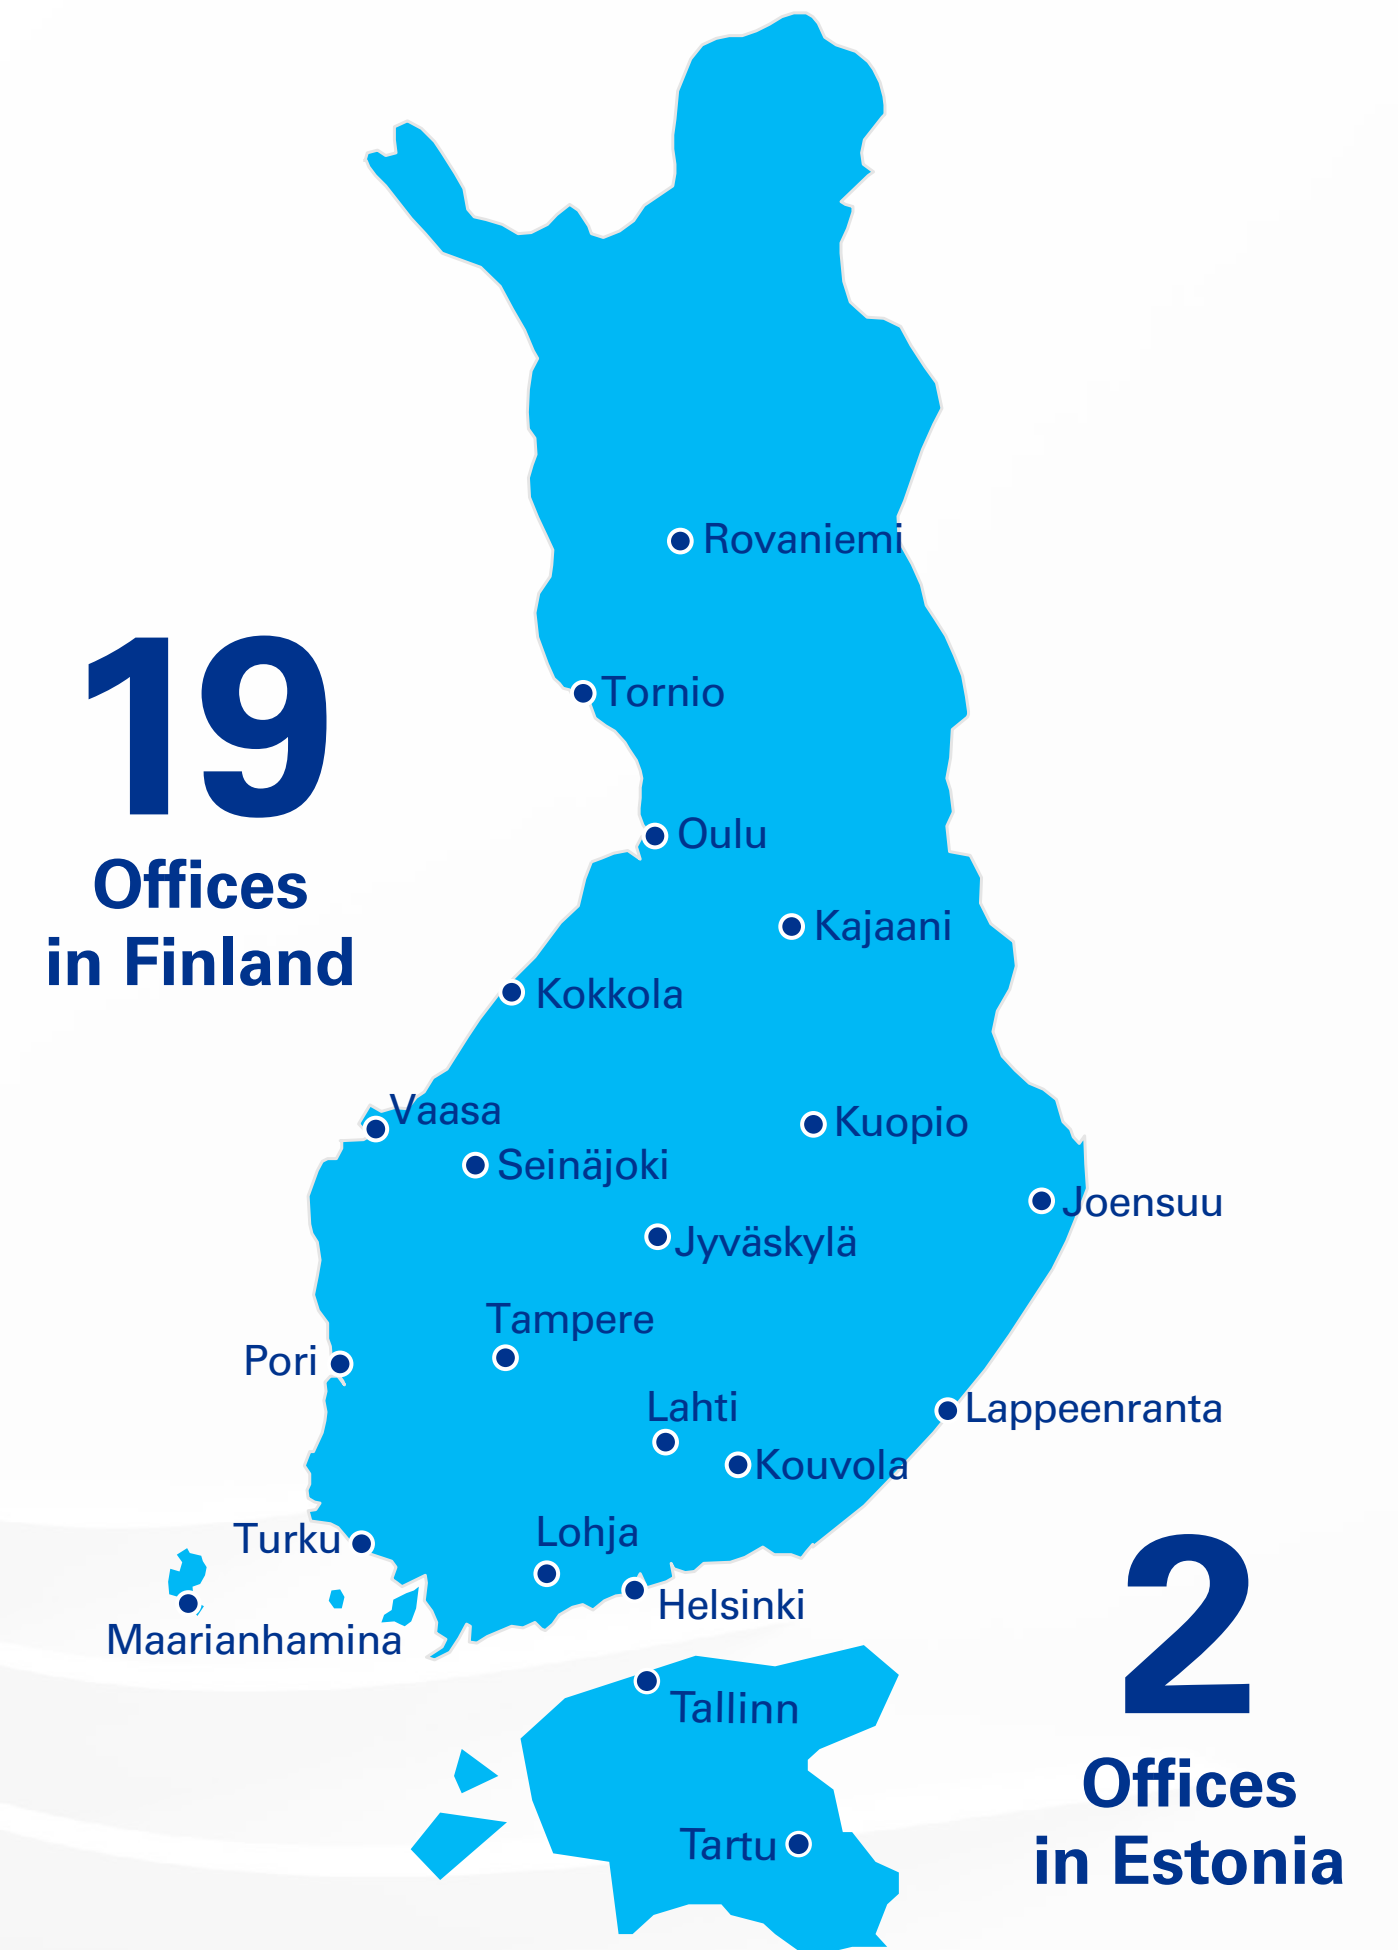 Rovaniemi
19
Offices
in Finland
Tornio
Oulu
Kajaani
Kokkola
Vaasa
Kuopio
Seinäjoki
Joensuu
Jyväskylä
Tampere
Pori
Lahti
Lappeenranta
Kouvola
Turku
Lohja
Helsinki
Maarianhamina
2
Offices
in Estonia
Tallinn
Tartu